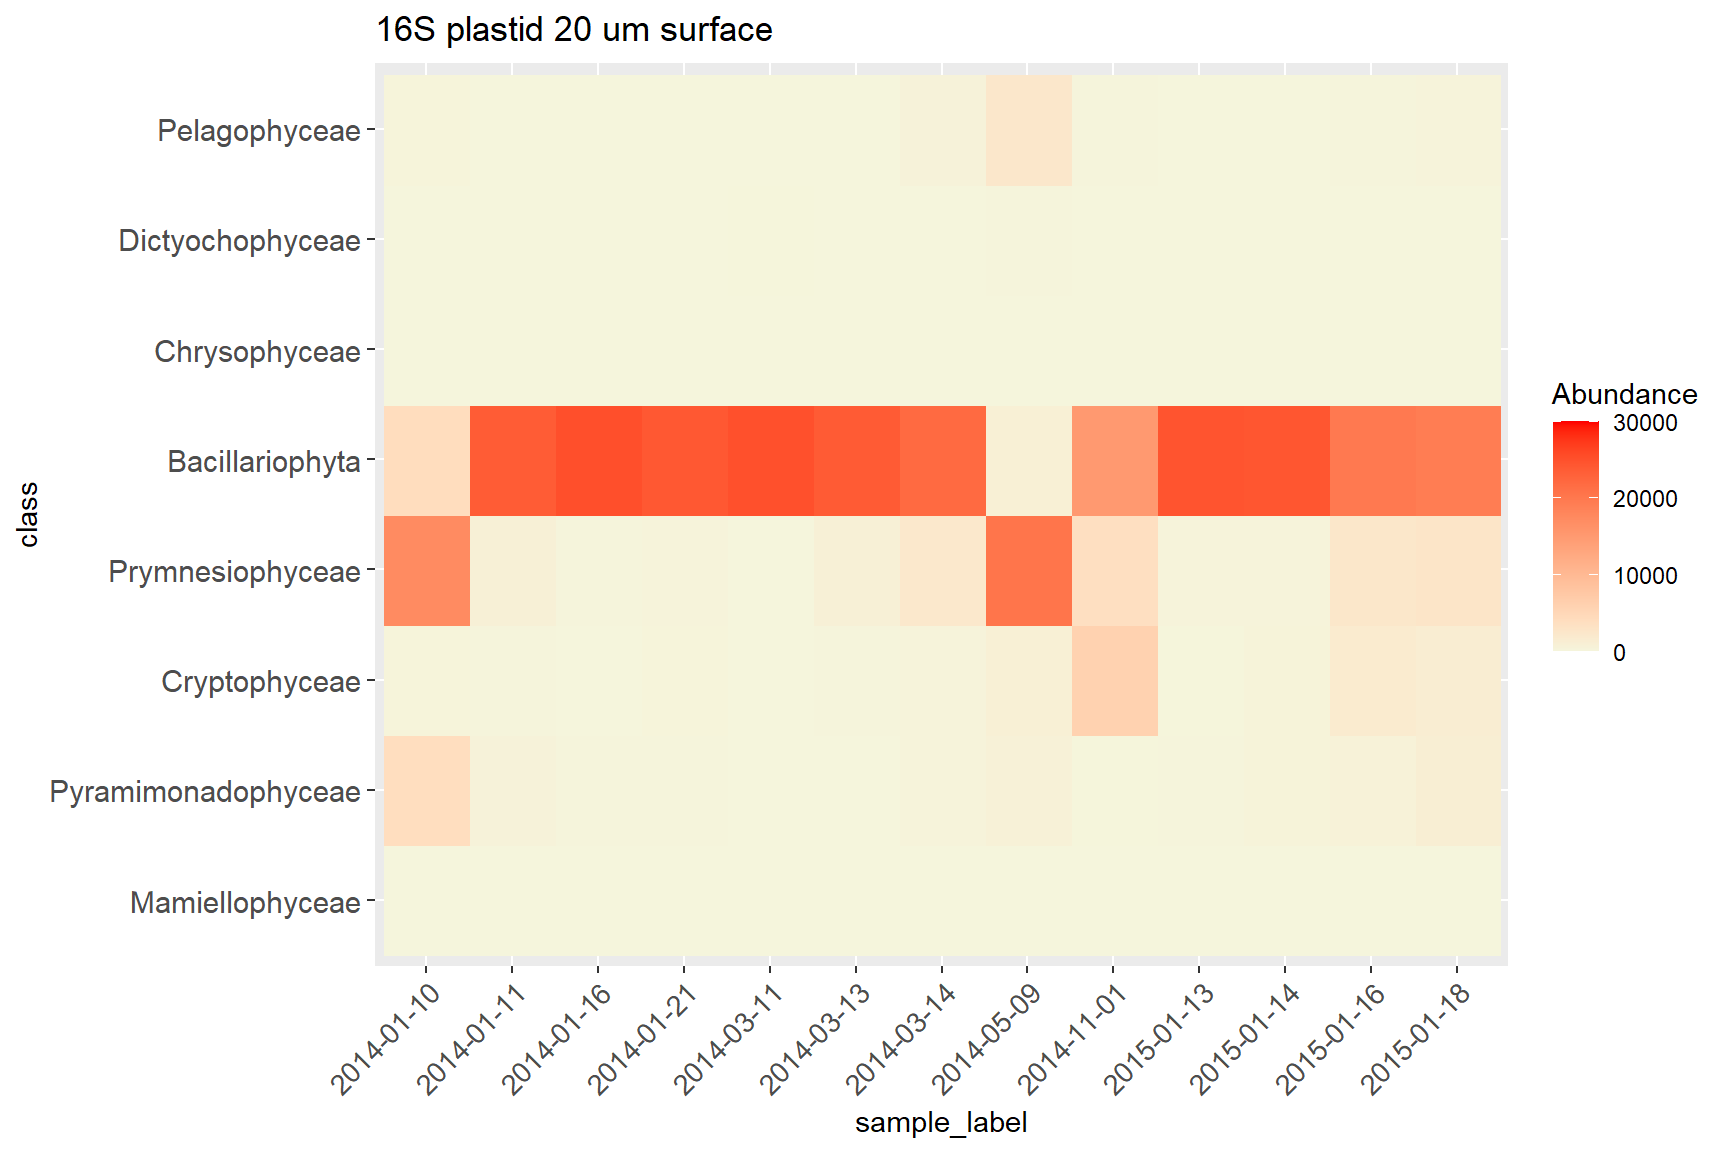 16S plastid 20 um surface
Pelagophyceae
Dictyochophyceae
Chrysophyceae
Bacillariophyta
Prymnesiophyceae
Cryptophyceae
Pyramimonadophyceae
Mamiellophyceae
class
2014-01-10
2014-01-11
2014-01-16
2014-01-21
2014-03-11
2014-03-13
2014-03-14
2014-05-09
2014-11-01
2015-01-13
2015-01-14
2015-01-16
2015-01-18
sample_label
Abundance
30000
20000
10000
0